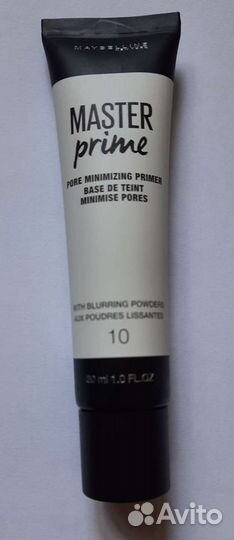 MAYBELLINE
MASTER
prime
PORE MINIMIZING PRIMER
BASE DE TEINT
MINIMISE PORES
WITH BLURRING POWDERS
AUX POUDRES LISSANTES
10
30 ml 1.0 FL.OZ
Avito